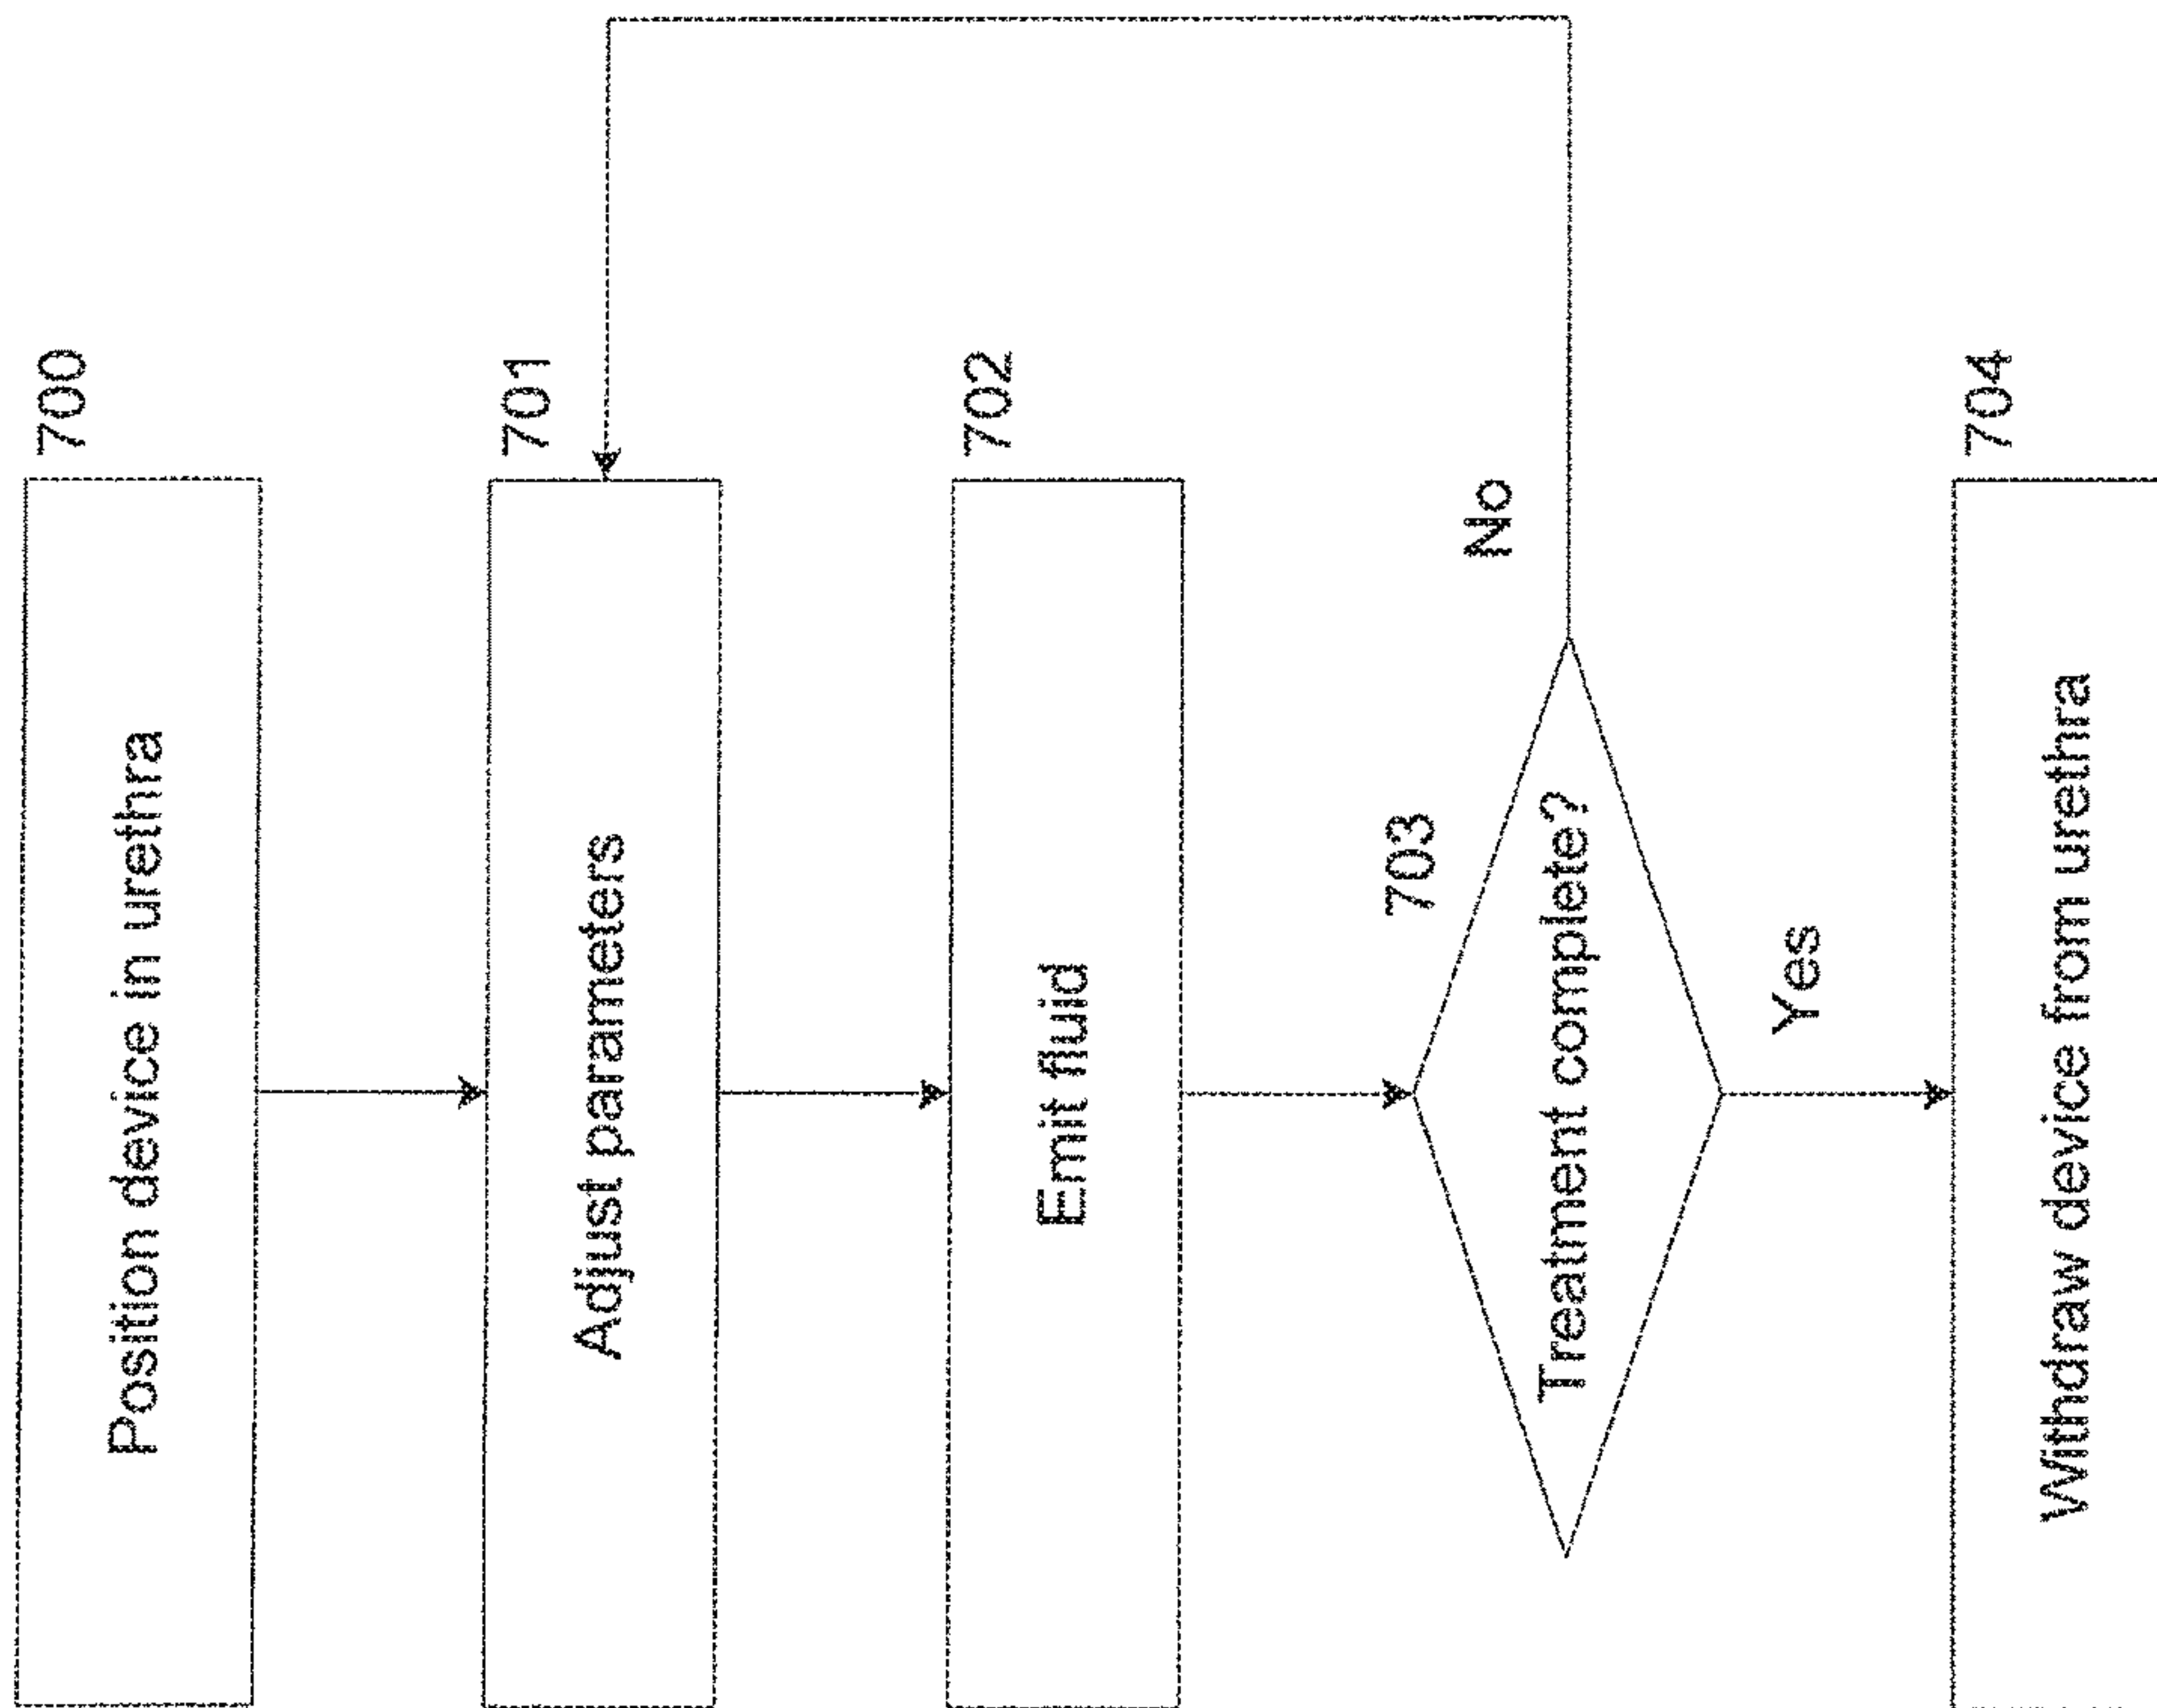 700
Position device in urethra
701
Adjust parameters
702
Emit fluid
703
Treatment complete?
No
Yes
704
Withdraw device from urethra